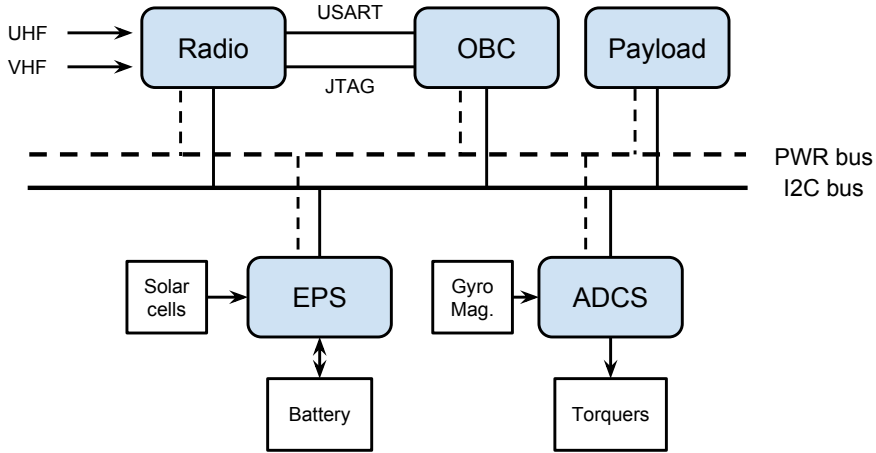 UHF
VHF
Radio
USART
JTAG
OBC
Payload
PWR bus
I2C bus
Solar
cells
EPS
Gyro
Mag.
ADCS
Battery
Torquers